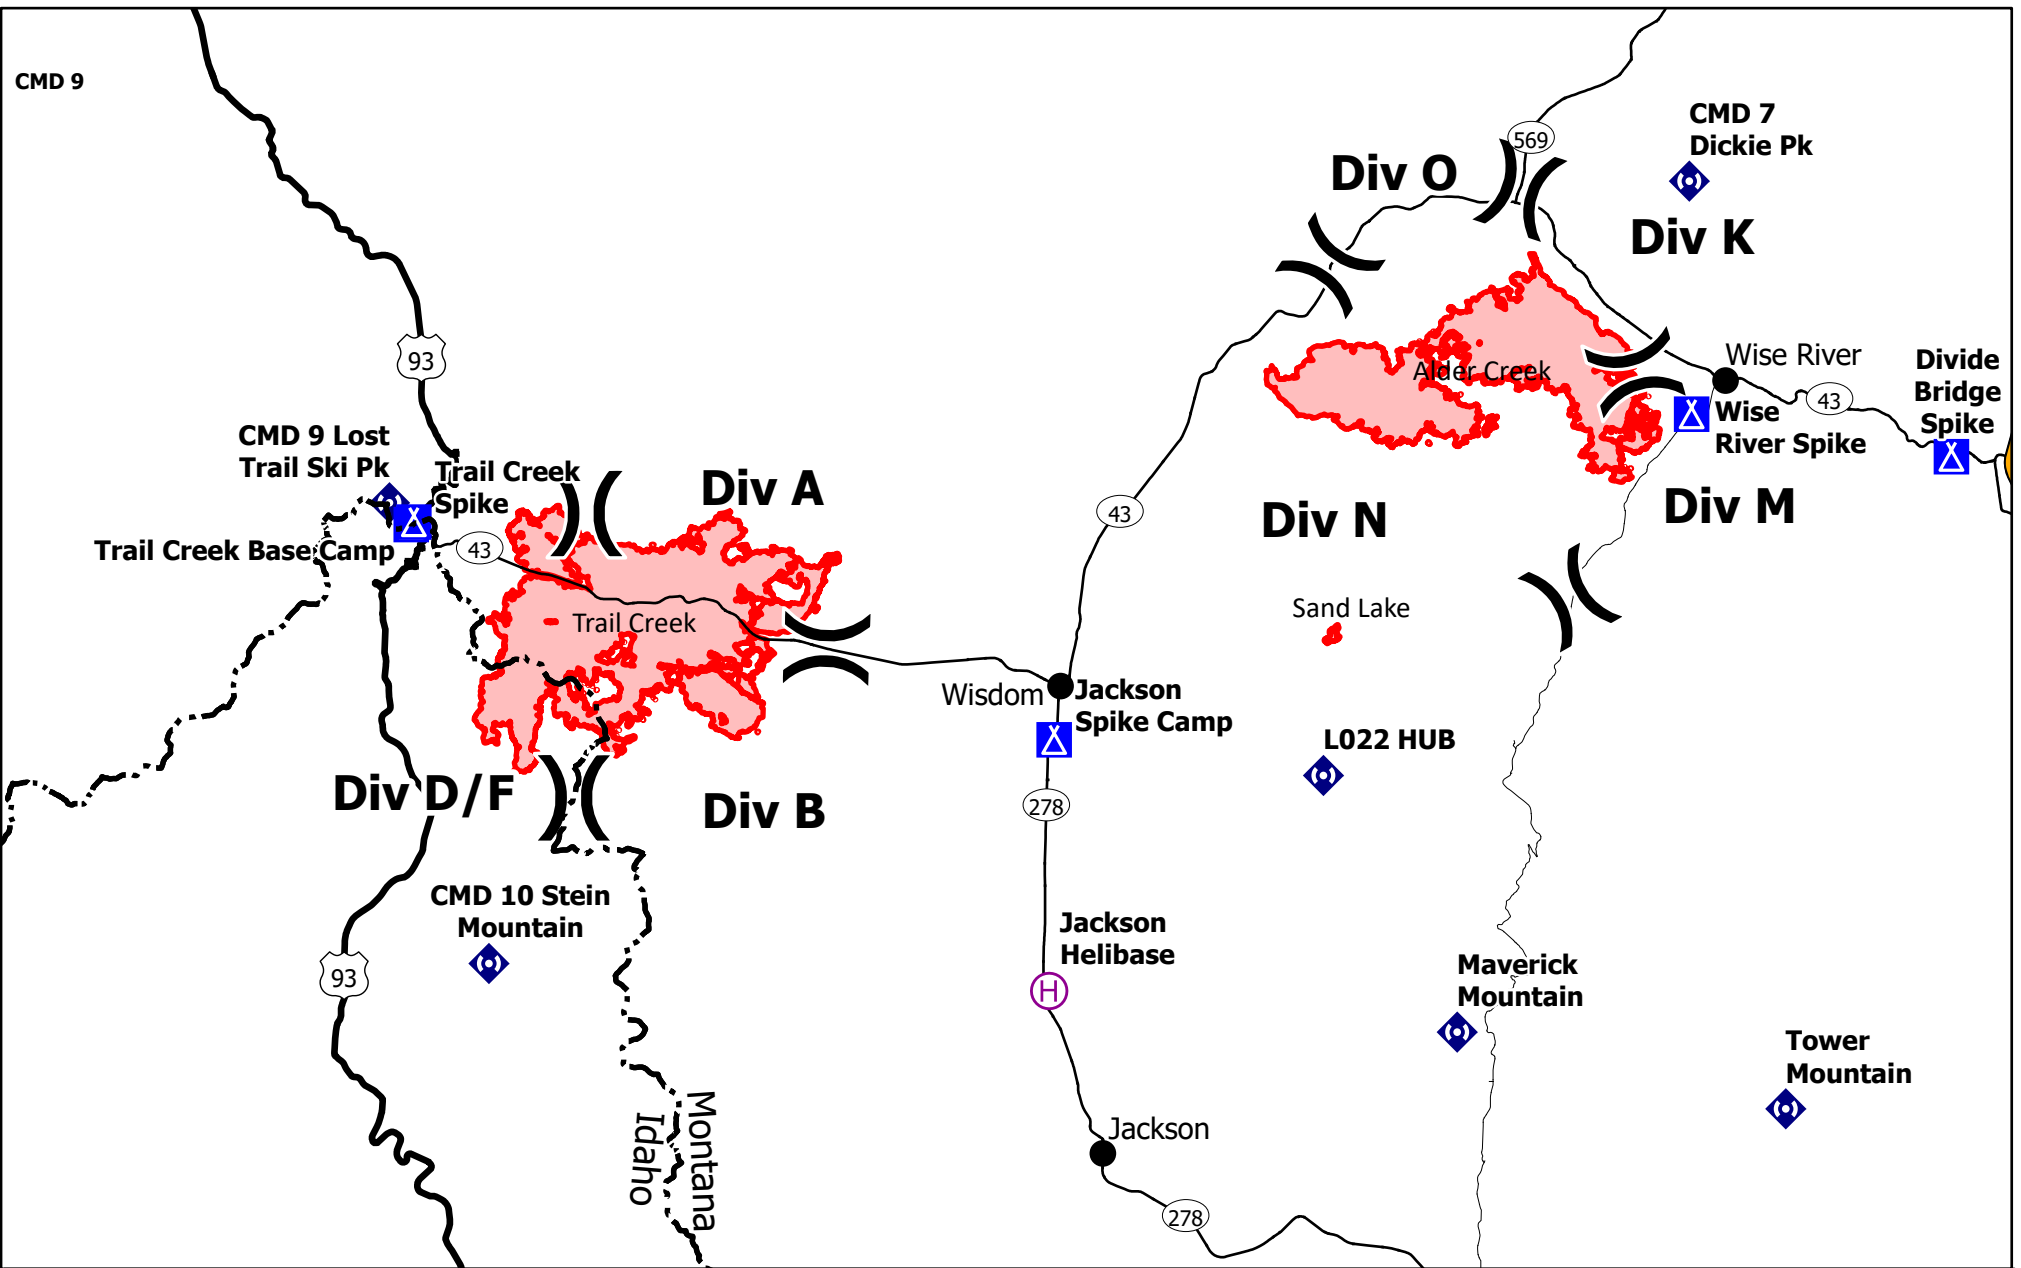 CMD 9
569
CMD 7
Dickie Pk
Div O
Div K
93
Alder Creek
Wise River
Divide
Bridge
Spike
43
Wise
River Spike
CMD 9 Lost
Trail Ski Pk
Trail Creek
Spike
Div A
43
Div N
Div M
Trail Creek Base Camp
43
Sand Lake
Trail Creek
Wisdom
Jackson
Spike Camp
L022 HUB
Div D/F
Div B
278
CMD 10 Stein
Mountain
Jackson
Helibase
H
93
Maverick
Mountain
Tower
Mountain
Montana
Idaho
Jackson
278